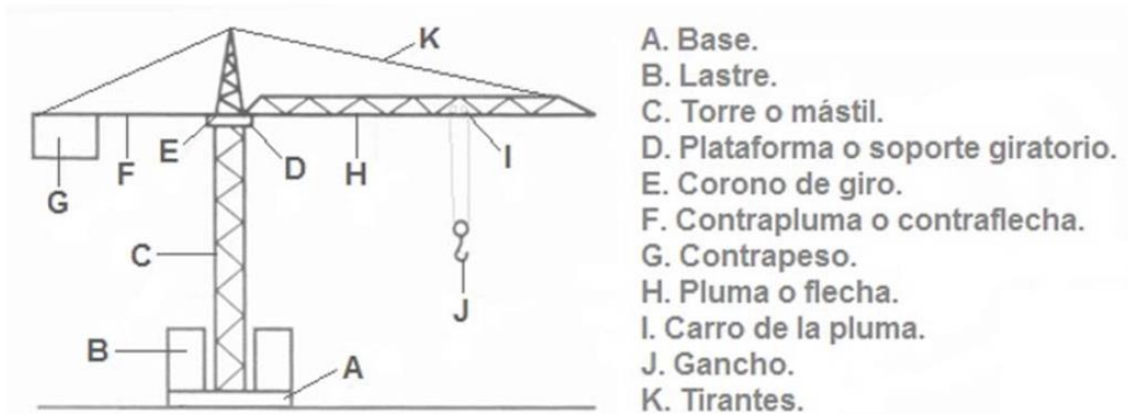 K
A. Base.
B. Lastre.
C. Torre o mástil.
D. Plataforma o soporte giratorio.
E. Corono de giro.
F. Contrapluma o contraflecha.
G. Contrapeso.
H. Pluma o flecha.
I. Carro de la pluma.
J. Gancho.
K. Tirantes.
E
D
F
H
I
G
C
J
B
A